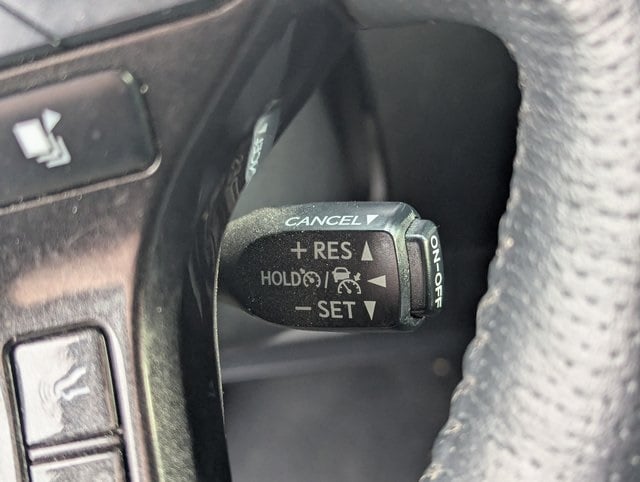 CANCEL
+ RES
HOLD /
- SET
ON-OFF